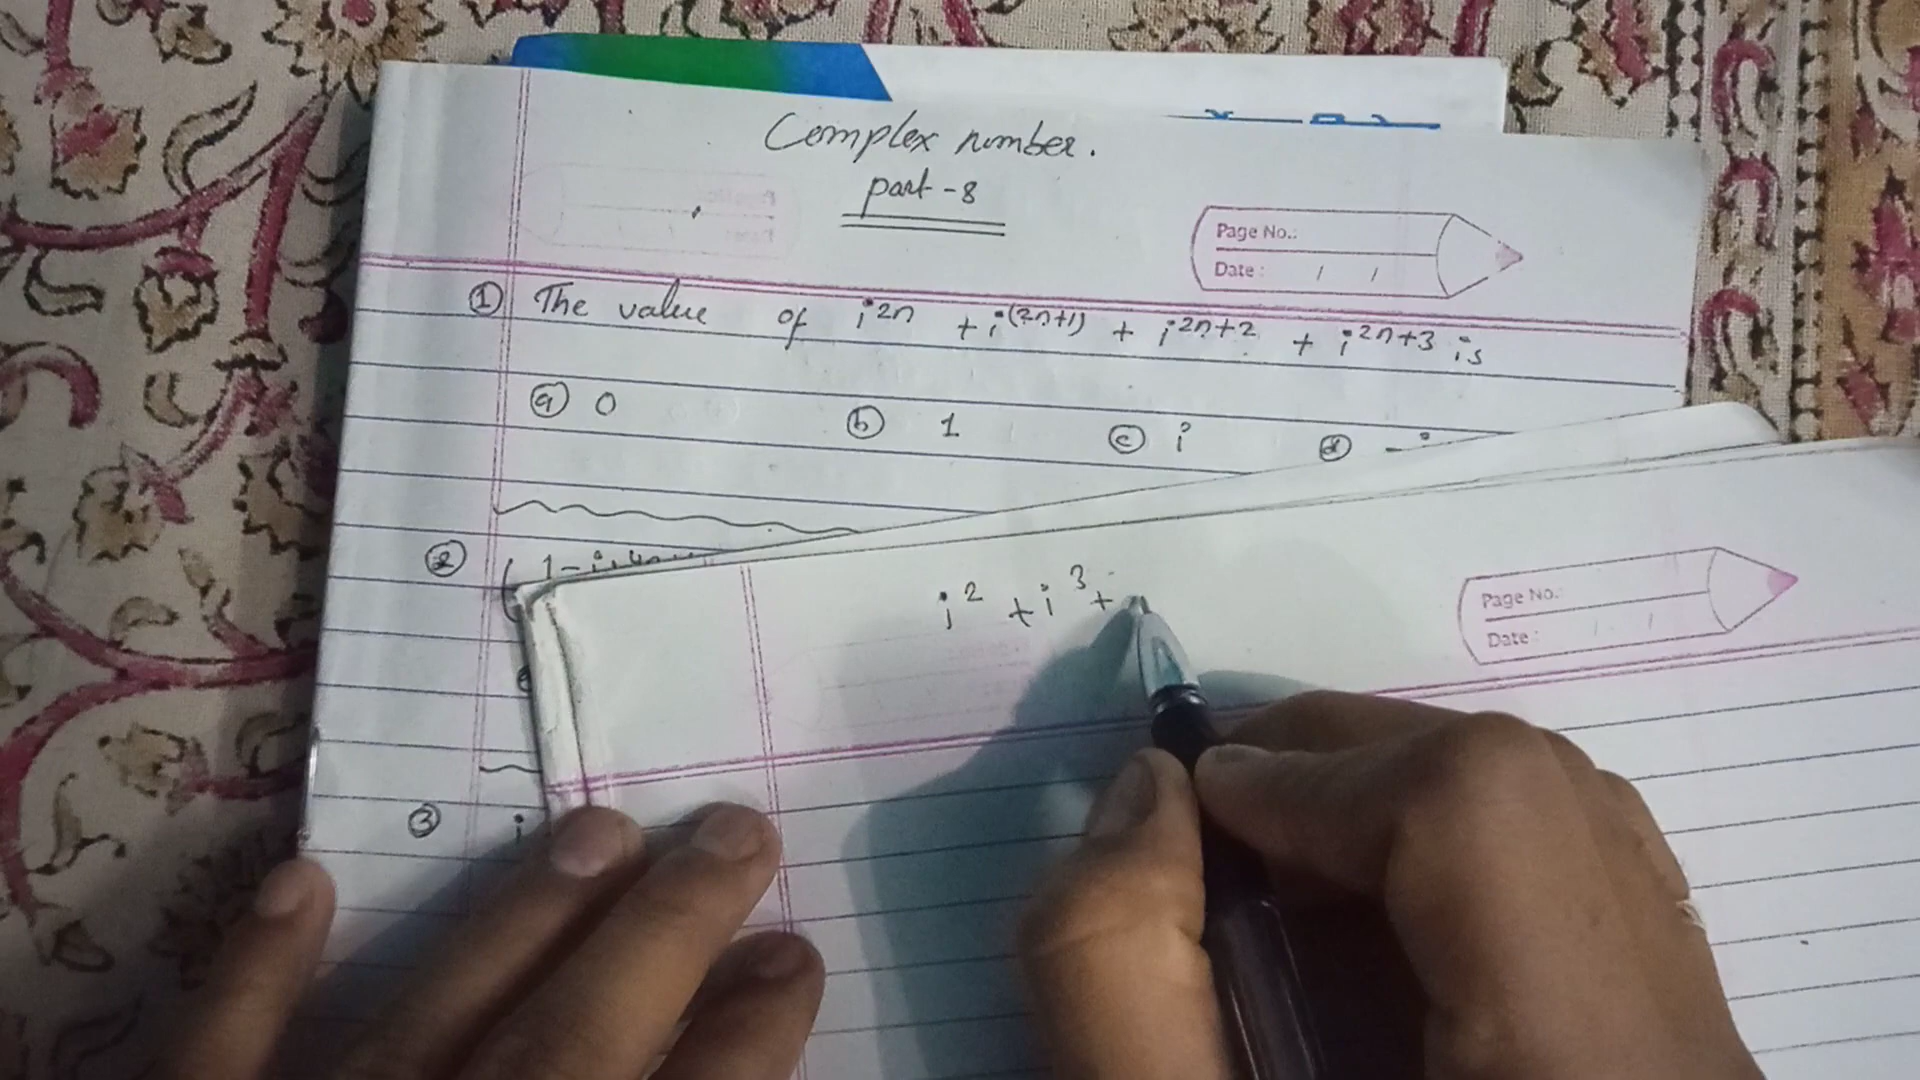 Complex number.
part-8
Page No.:
Date: / /
① The value of i^2n + i^(2n+1) + i^2n+2 + i^2n+3 is
ⓐ 0 ⓑ 1 ⓒ i ⓓ -i
② (1-i
i^2 + i^3 +
Page No.:
Date: / /
③ i